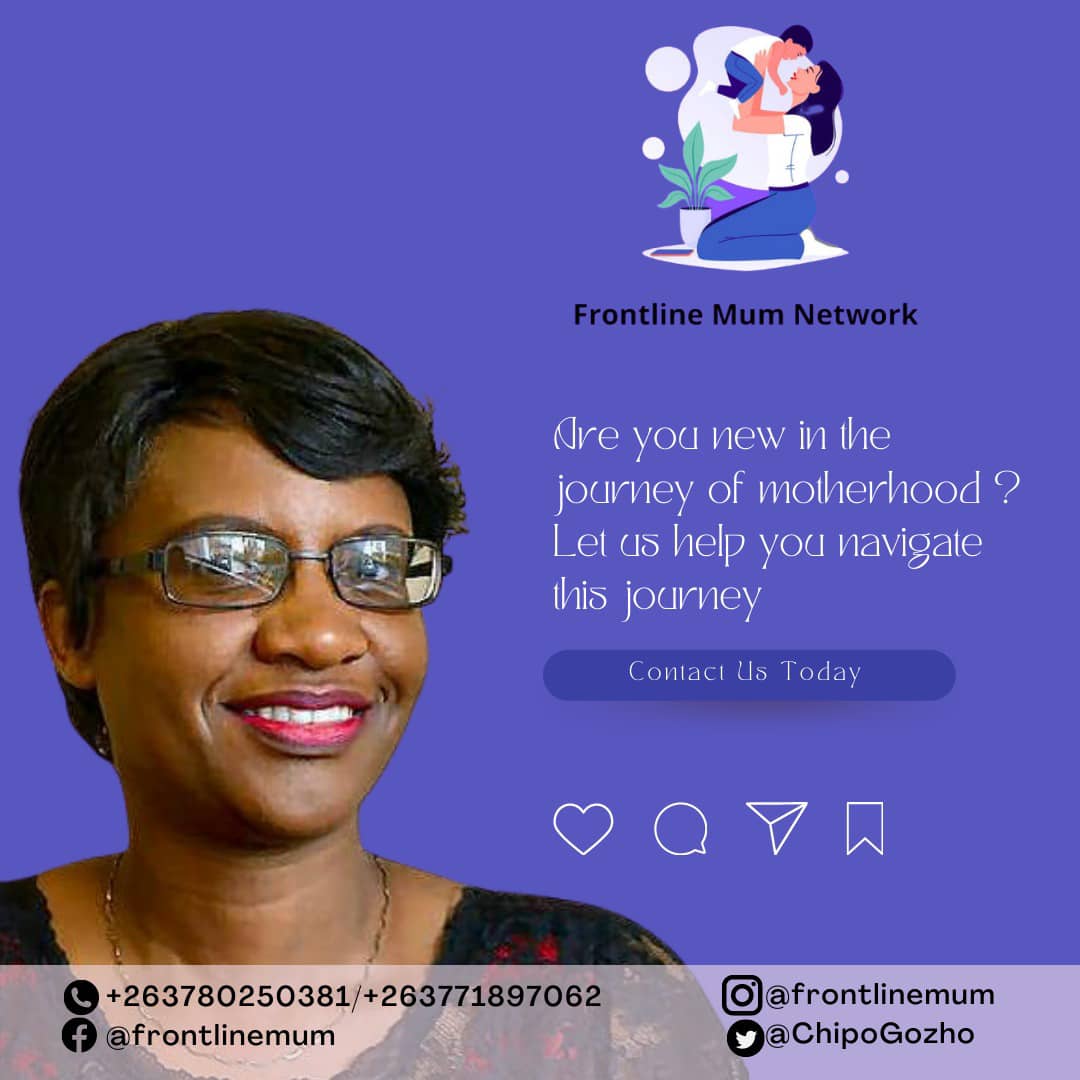 Frontline Mum Network
Are you new in the
journey of motherhood ?
Let us help you navigate
this journey
Contact Us Today
+263780250381/+263771897062
@frontlinemum
@frontlinemum
@ChipoGozho